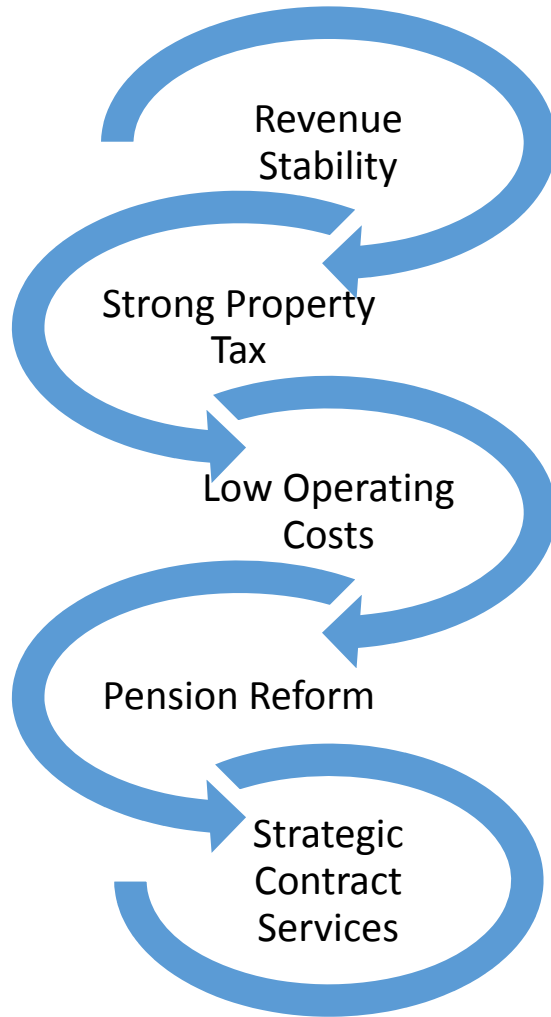 Revenue
Stability
Strong Property
Tax
Low Operating
Costs
Pension Reform
Strategic
Contract
Services